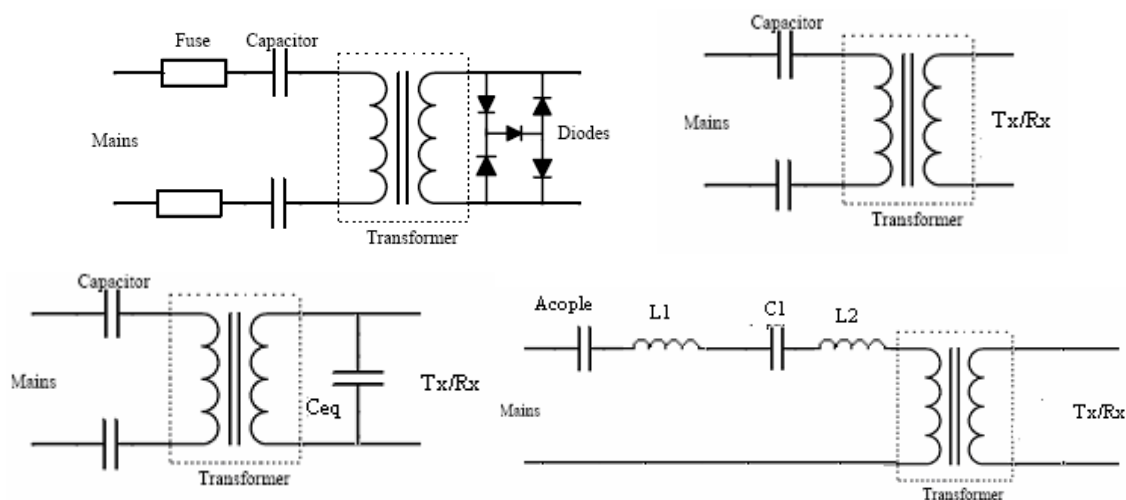 Fuse Capacitor
Mains
Diodes
Transformer
Capacitor
Mains
Tx/Rx
Transformer
Capacitor
Mains
Ceq
Tx/Rx
Transformer
Acople L1 C1 L2
Mains
Tx/Rx
Transformer